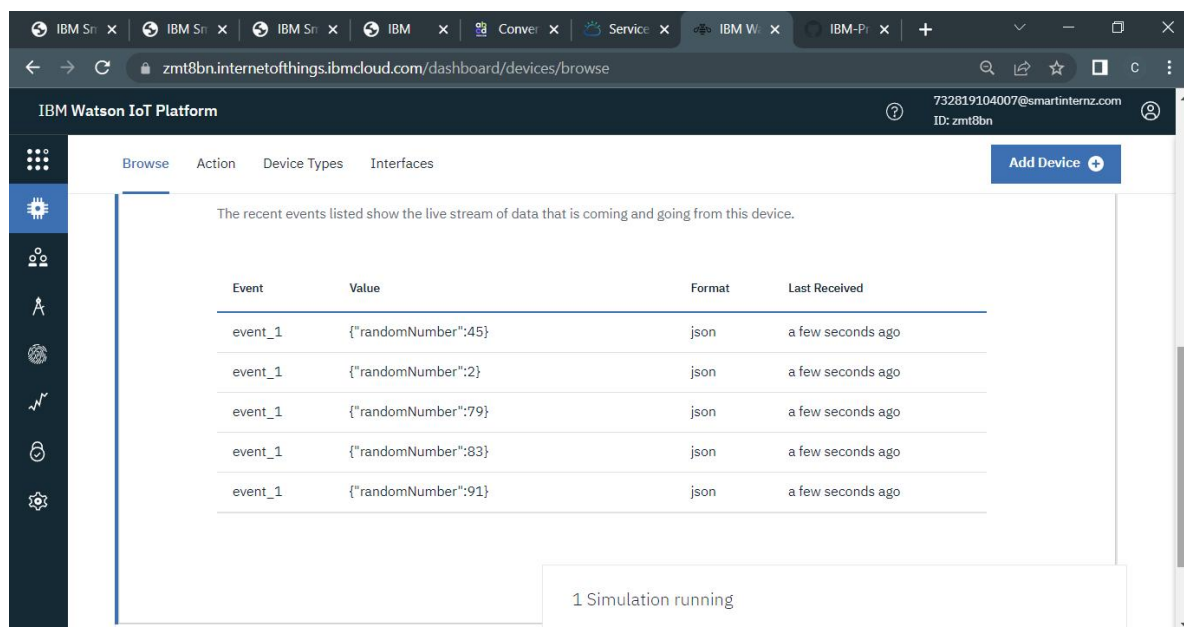 IBM Sn IBM Sn IBM Sn IBM Conver Service IBM Wa IBM-Pr
zmt8bn.internetofthings.ibmcloud.com/dashboard/devices/browse C
IBM Watson IoT Platform
732819104007@smartinternz.com
ID: zmt8bn
Browse Action Device Types Interfaces Add Device
The recent events listed show the live stream of data that is coming and going from this device.
Event Value Format Last Received
event_1 {"randomNumber":45} json a few seconds ago
event_1 {"randomNumber":2} json a few seconds ago
event_1 {"randomNumber":79} json a few seconds ago
event_1 {"randomNumber":83} json a few seconds ago
event_1 {"randomNumber":91} json a few seconds ago
1 Simulation running